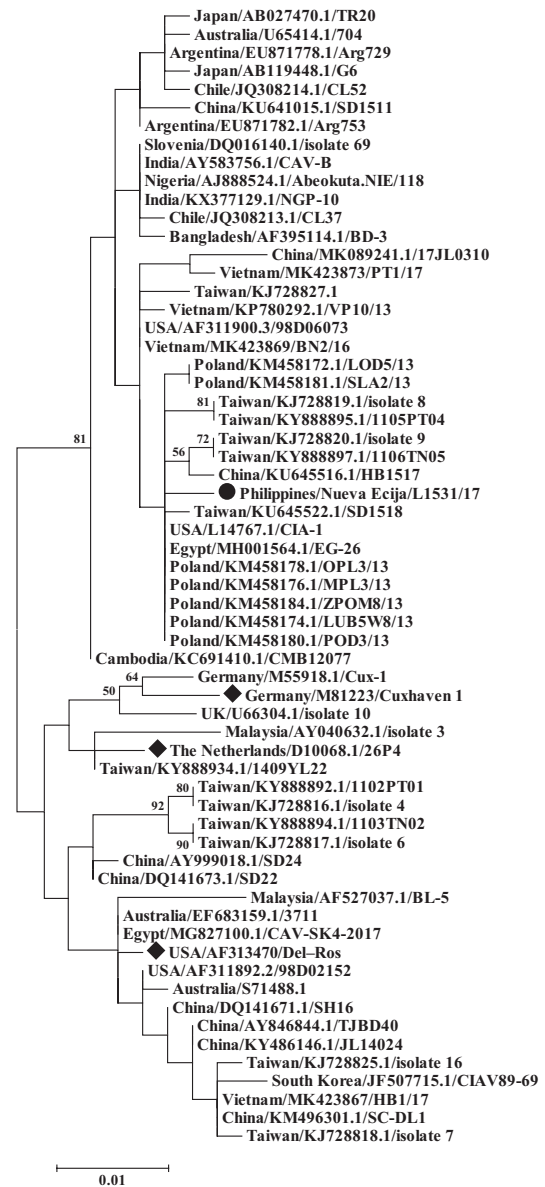 Japan/AB027470.1/TR20
Australia/U65414.1/704
Argentina/EU871778.1/Arg729
Japan/AB119448.1/G6
Chile/JQ308214.1/CL52
China/KU641015.1/SD1511
Argentina/EU871782.1/Arg753
Slovenia/DQ016140.1/isolate 69
India/AY583756.1/CAV-B
Nigeria/AJ888524.1/Abeokuta.NIE/118
India/KX377129.1/NGP-10
Chile/JQ308213.1/CL37
Bangladesh/AF395114.1/BD-3
China/MK089241.1/17JL0310
Vietnam/MK423873/PT1/17
Taiwan/KJ728827.1
Vietnam/KP780292.1/VP10/13
USA/AF311900.3/98D06073
Vietnam/MK423869/BN2/16
Poland/KM458172.1/LOD5/13
Poland/KM458181.1/SLA2/13
81 Taiwan/KJ728819.1/isolate 8
Taiwan/KY888895.1/1105PT04
72 Taiwan/KJ728820.1/isolate 9
56 Taiwan/KY888897.1/1106TN05
81 China/KU645516.1/HB1517
Philippines/Nueva Ecija/L1531/17
Taiwan/KU645522.1/SD1518
USA/L14767.1/CIA-1
Egypt/MH001564.1/EG-26
Poland/KM458178.1/OPL3/13
Poland/KM458176.1/MPL3/13
Poland/KM458184.1/ZPOM8/13
Poland/KM458174.1/LUB5W8/13
Poland/KM458180.1/POD3/13
Cambodia/KC691410.1/CMB12077
64 Germany/M55918.1/Cux-1
50 Germany/M81223/Cuxhaven 1
UK/U66304.1/isolate 10
Malaysia/AY040632.1/isolate 3
The Netherlands/D10068.1/26P4
Taiwan/KY888934.1/1409YL22
80 Taiwan/KY888892.1/1102PT01
92 Taiwan/KJ728816.1/isolate 4
Taiwan/KY888894.1/1103TN02
90 Taiwan/KJ728817.1/isolate 6
China/AY999018.1/SD24
China/DQ141673.1/SD22
Malaysia/AF527037.1/BL-5
Australia/EF683159.1/3711
Egypt/MG827100.1/CAV-SK4-2017
USA/AF313470/Del–Ros
USA/AF311892.2/98D02152
Australia/S71488.1
China/DQ141671.1/SH16
China/AY846844.1/TJBD40
China/KY486146.1/JL14024
Taiwan/KJ728825.1/isolate 16
South Korea/JF507715.1/CIAV89-69
Vietnam/MK423867/HB1/17
China/KM496301.1/SC-DL1
Taiwan/KJ728818.1/isolate 7
0.01